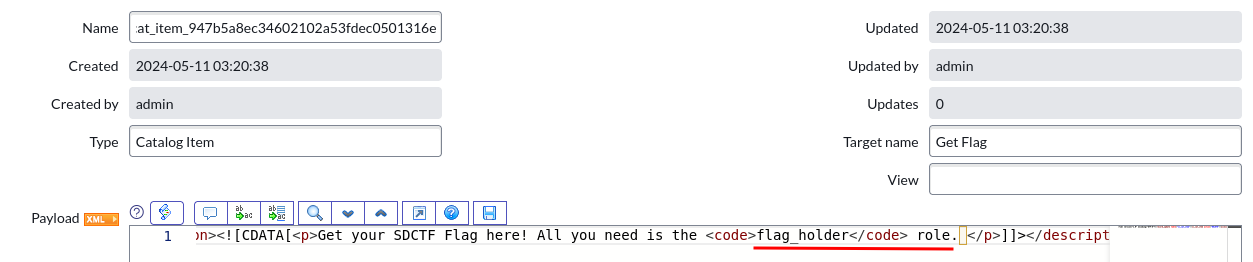 Name :at_item_947b5a8ec34602102a53fdec0501316e Updated 2024-05-11 03:20:38
Created 2024-05-11 03:20:38 Updated by admin
Created by admin Updates 0
Type Catalog Item Target name Get Flag
View
Payload XML
1 on><![CDATA[<p>Get your SDCTF Flag here! All you need is the <code>flag_holder</code> role. </p>]]></descript